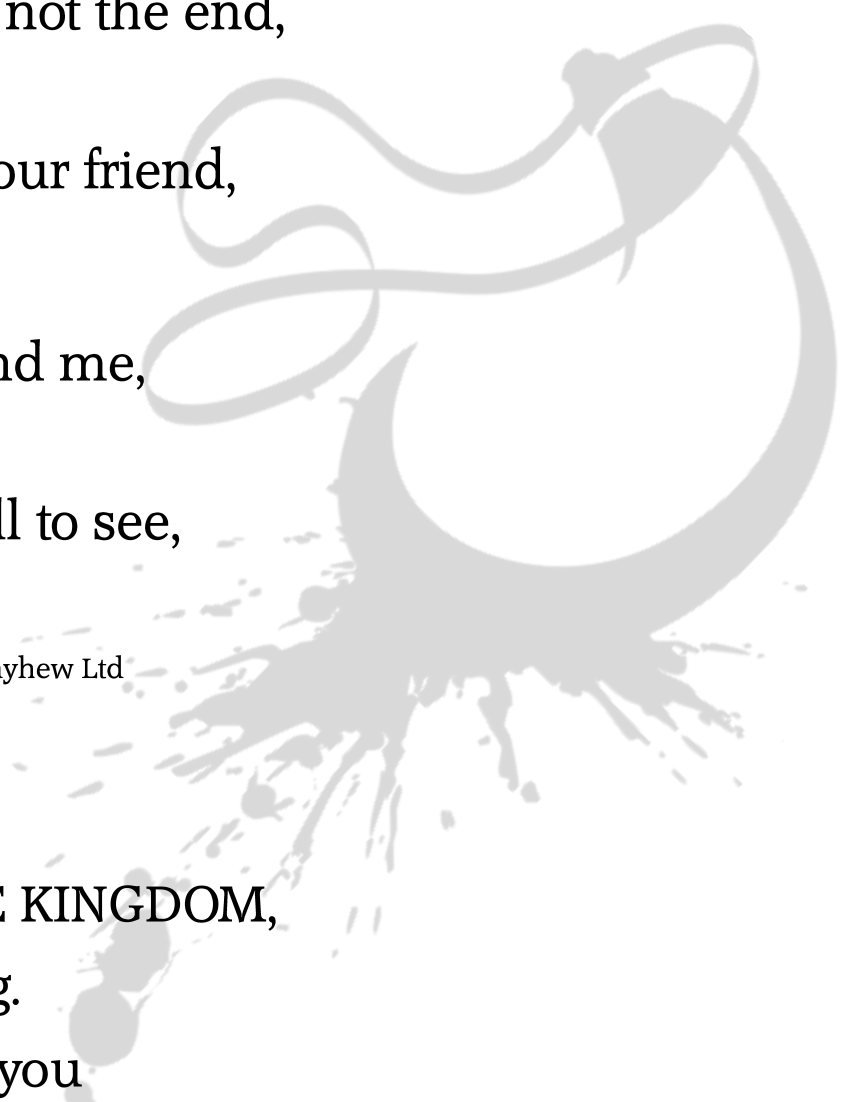 not the end,
our friend,
nd me,
ll to see,
yhew Ltd
E KINGDOM,
g.
you